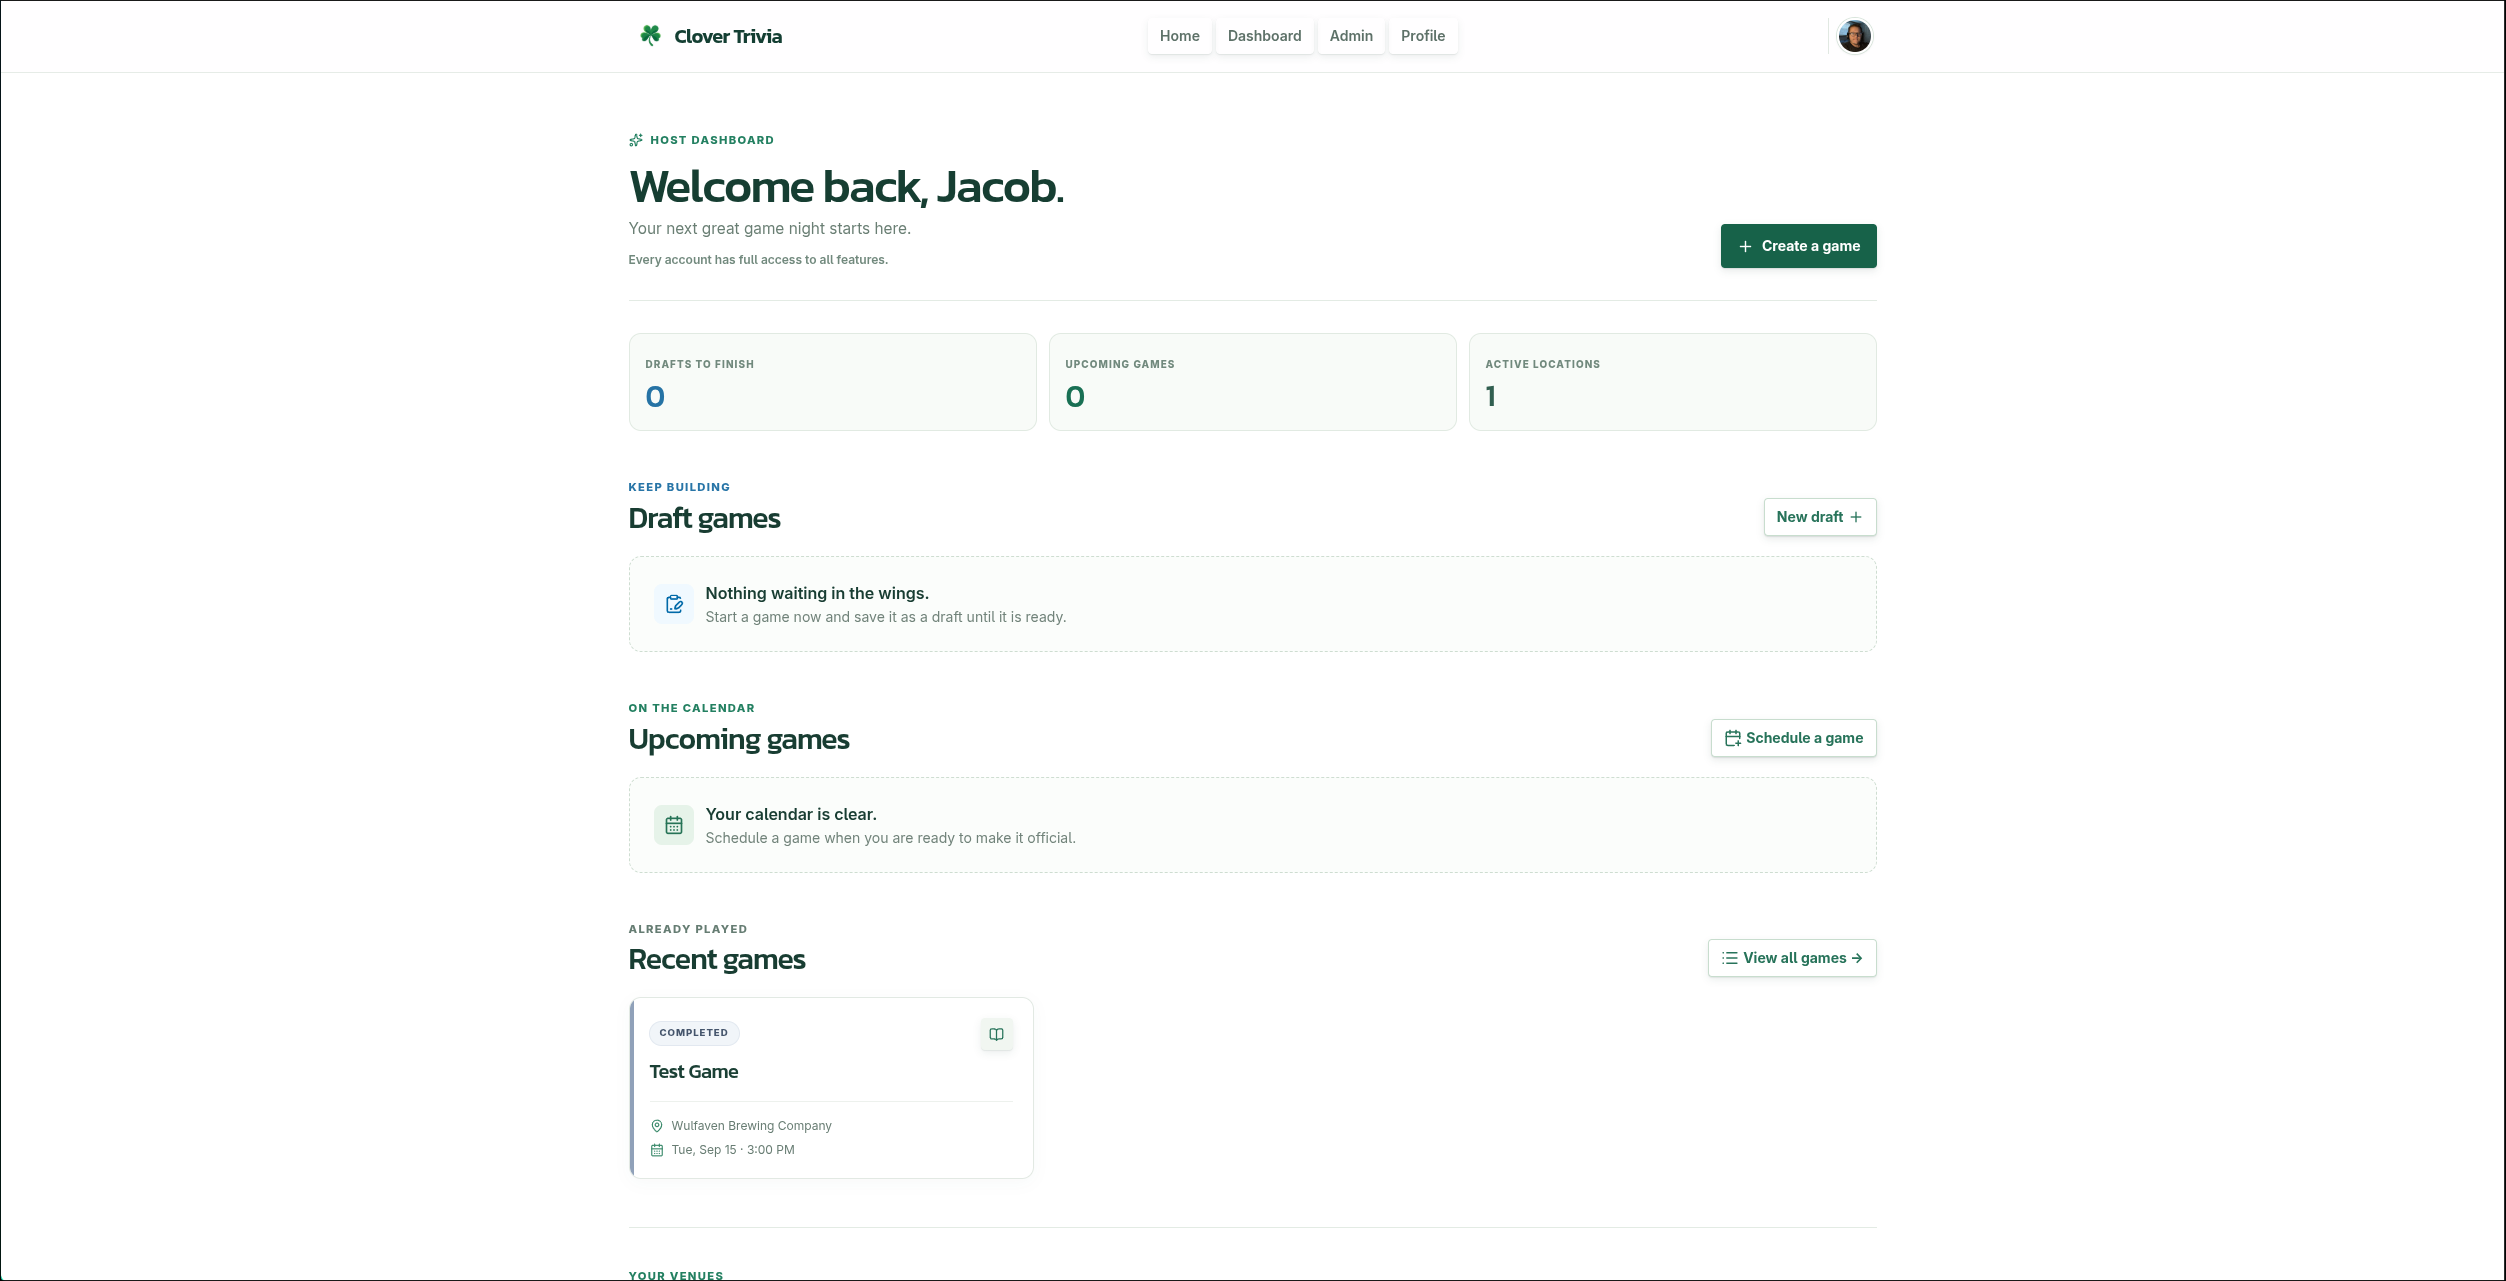 Clover Trivia
Home
Dashboard
Admin
Profile
HOST DASHBOARD
Welcome back, Jacob.
Your next great game night starts here.
Every account has full access to all features.
Create a game
DRAFTS TO FINISH
0
UPCOMING GAMES
0
ACTIVE LOCATIONS
1
KEEP BUILDING
Draft games
New draft
Nothing waiting in the wings.
Start a game now and save it as a draft until it is ready.
ON THE CALENDAR
Upcoming games
Schedule a game
Your calendar is clear.
Schedule a game when you are ready to make it official.
ALREADY PLAYED
Recent games
View all games →
COMPLETED
Test Game
Wulfaven Brewing Company
Tue, Sep 15 · 3:00 PM
YOUR VENUES